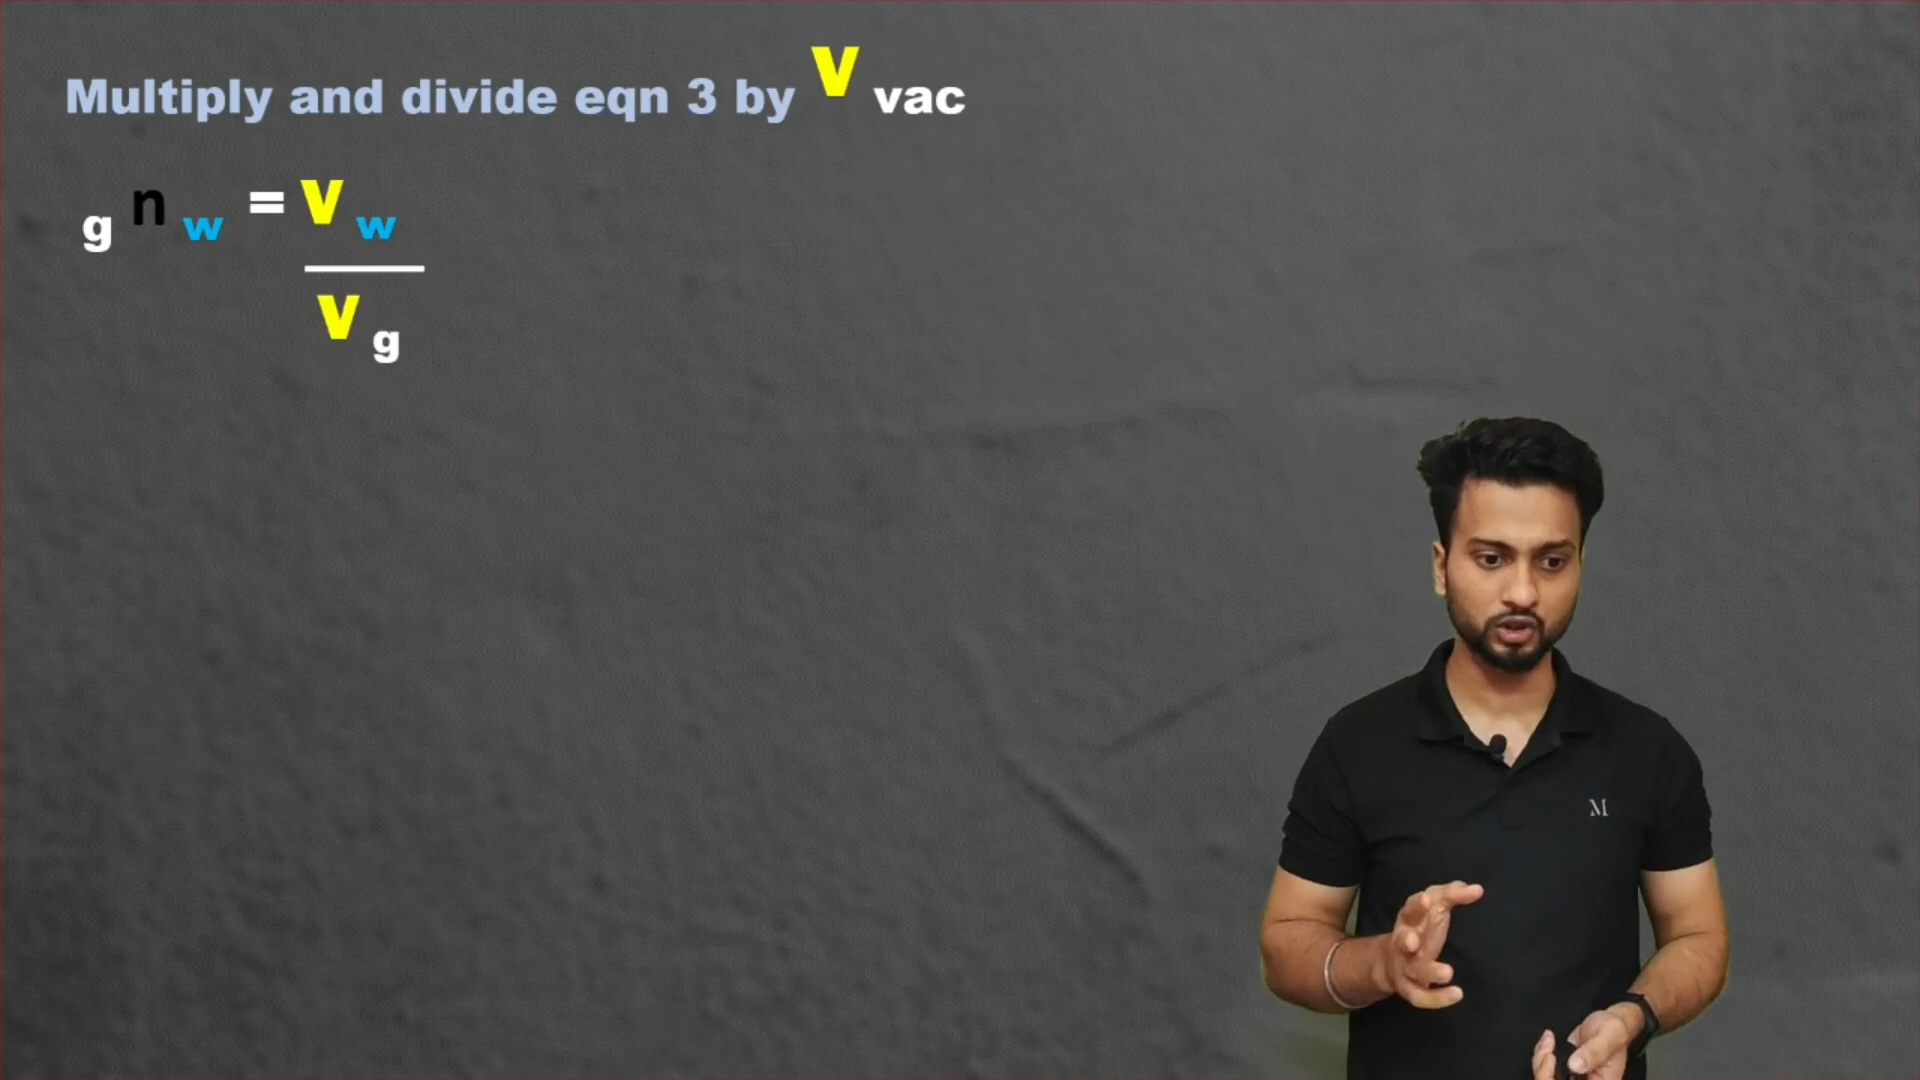 Multiply and divide eqn 3 by V vac
g n w = V w
V g
M